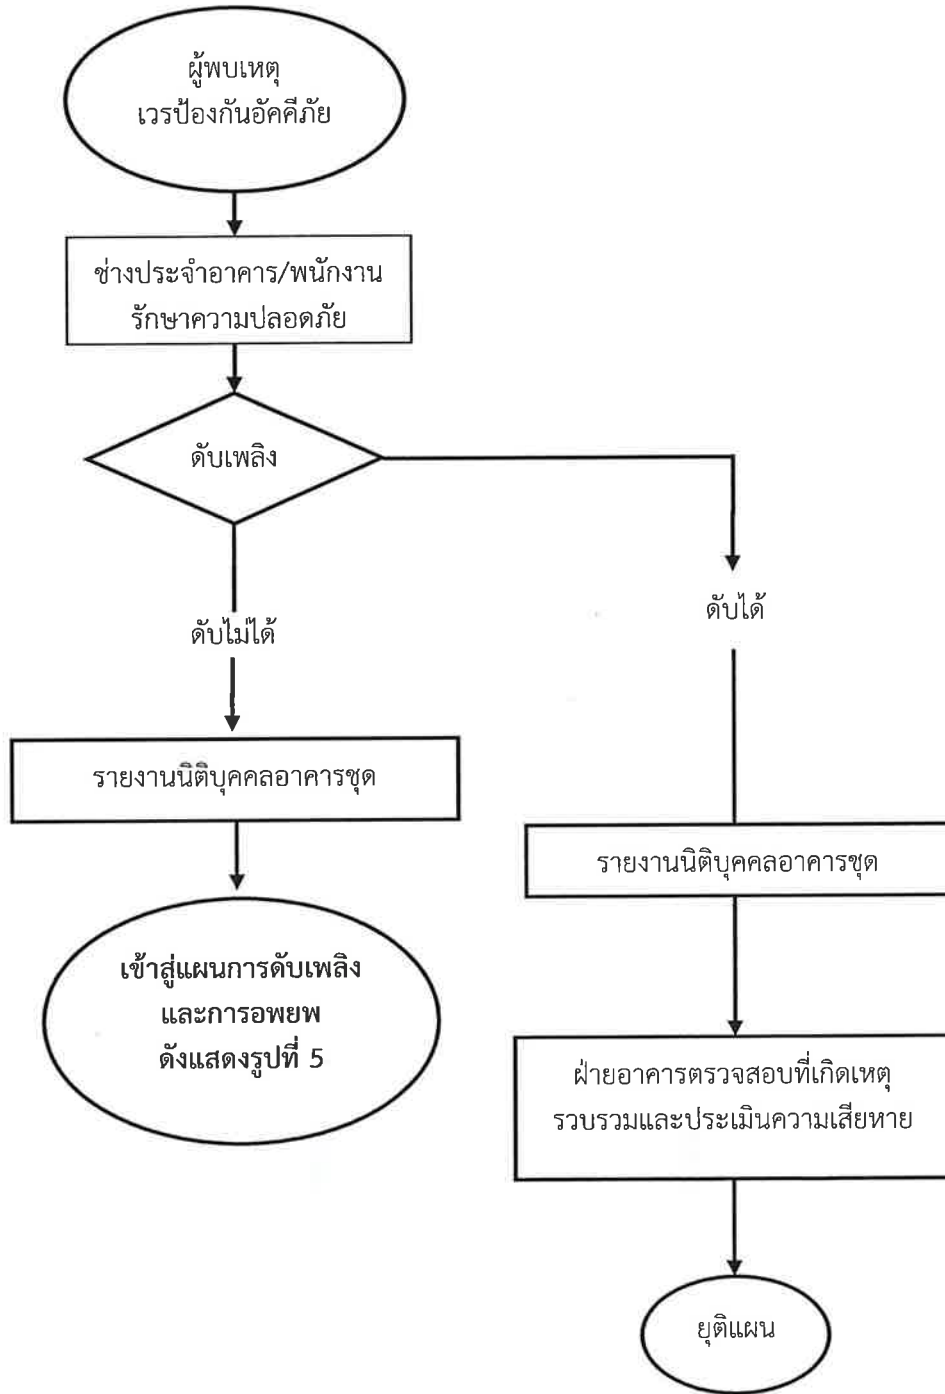 ผู้พบเหตุ
เวรป้องกันอัคคีภัย
ช่างประจำอาคาร/พนักงาน
รักษาความปลอดภัย
ดับเพลิง
ดับไม่ได้
ดับได้
รายงานนิติบุคคลอาคารชุด
รายงานนิติบุคคลอาคารชุด
เข้าสู่แผนการดับเพลิง
และการอพยพ
ดังแสดงรูปที่ 5
ฝ่ายอาคารตรวจสอบที่เกิดเหตุ
รวบรวมและประเมินความเสียหาย
ยุติแผน